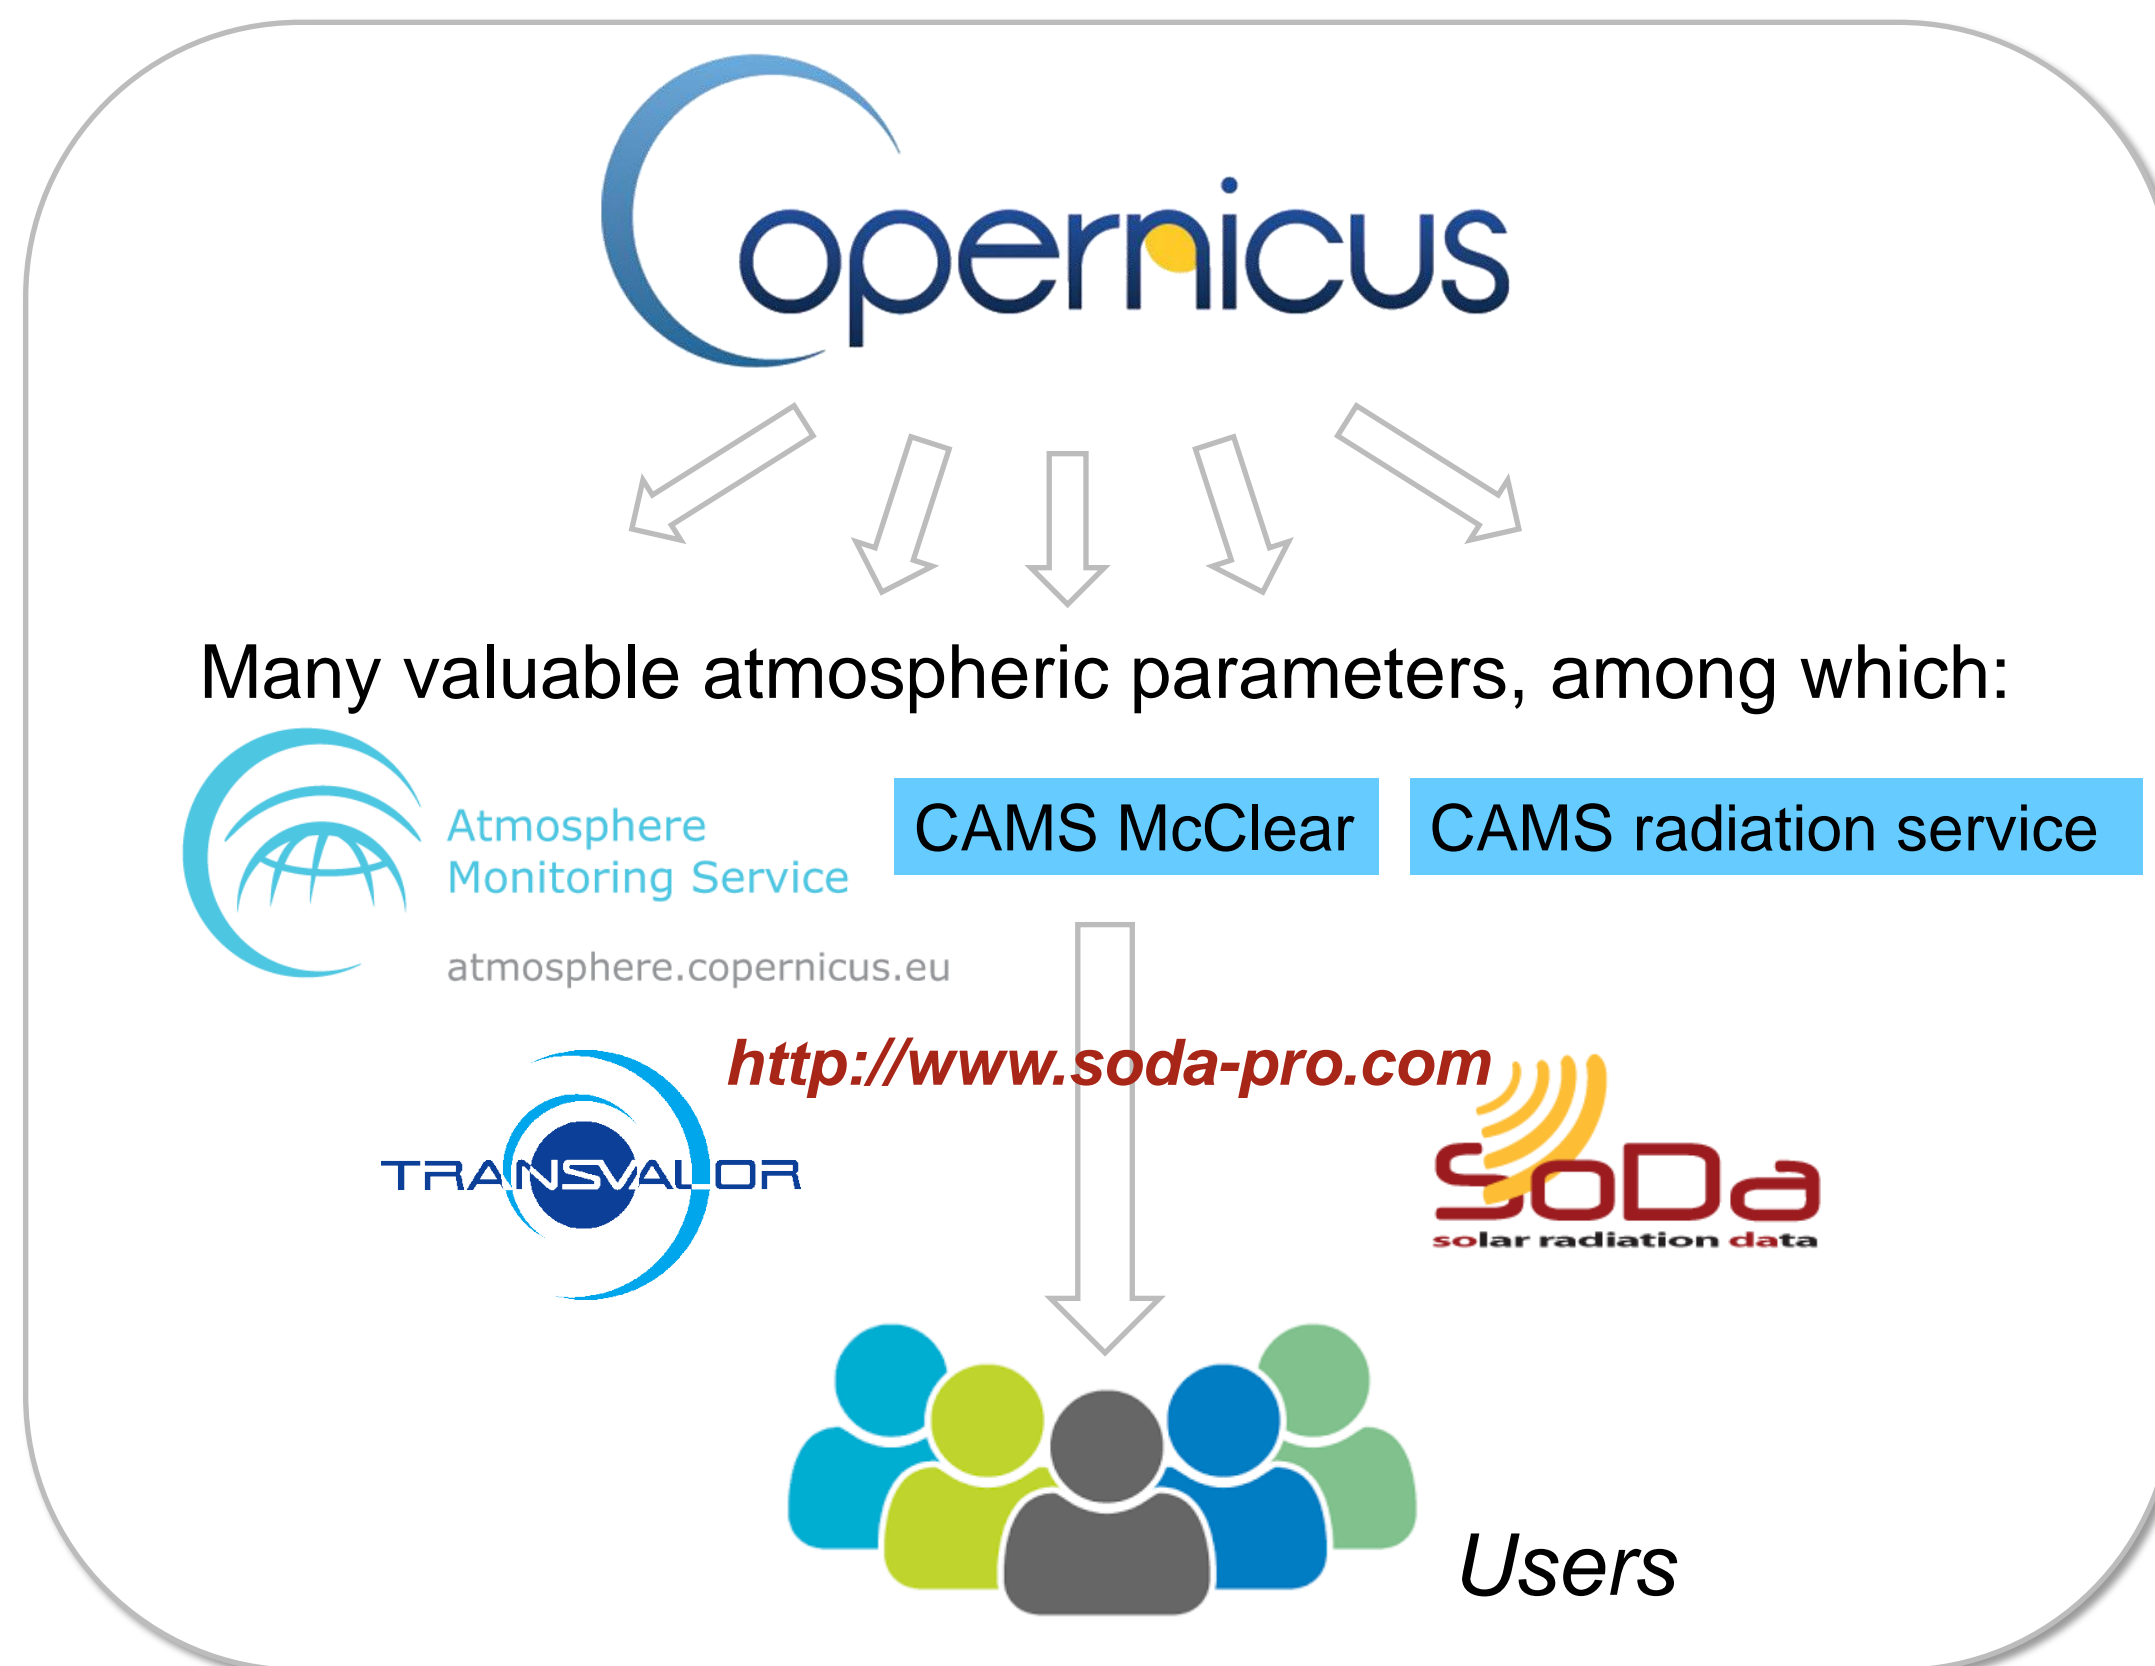 Copernicus
Many valuable atmospheric parameters, among which:
Atmosphere
Monitoring Service
atmosphere.copernicus.eu
CAMS McClear
CAMS radiation service
http://www.soda-pro.com
TRANSVALOR
SoDa
solar radiation data
Users